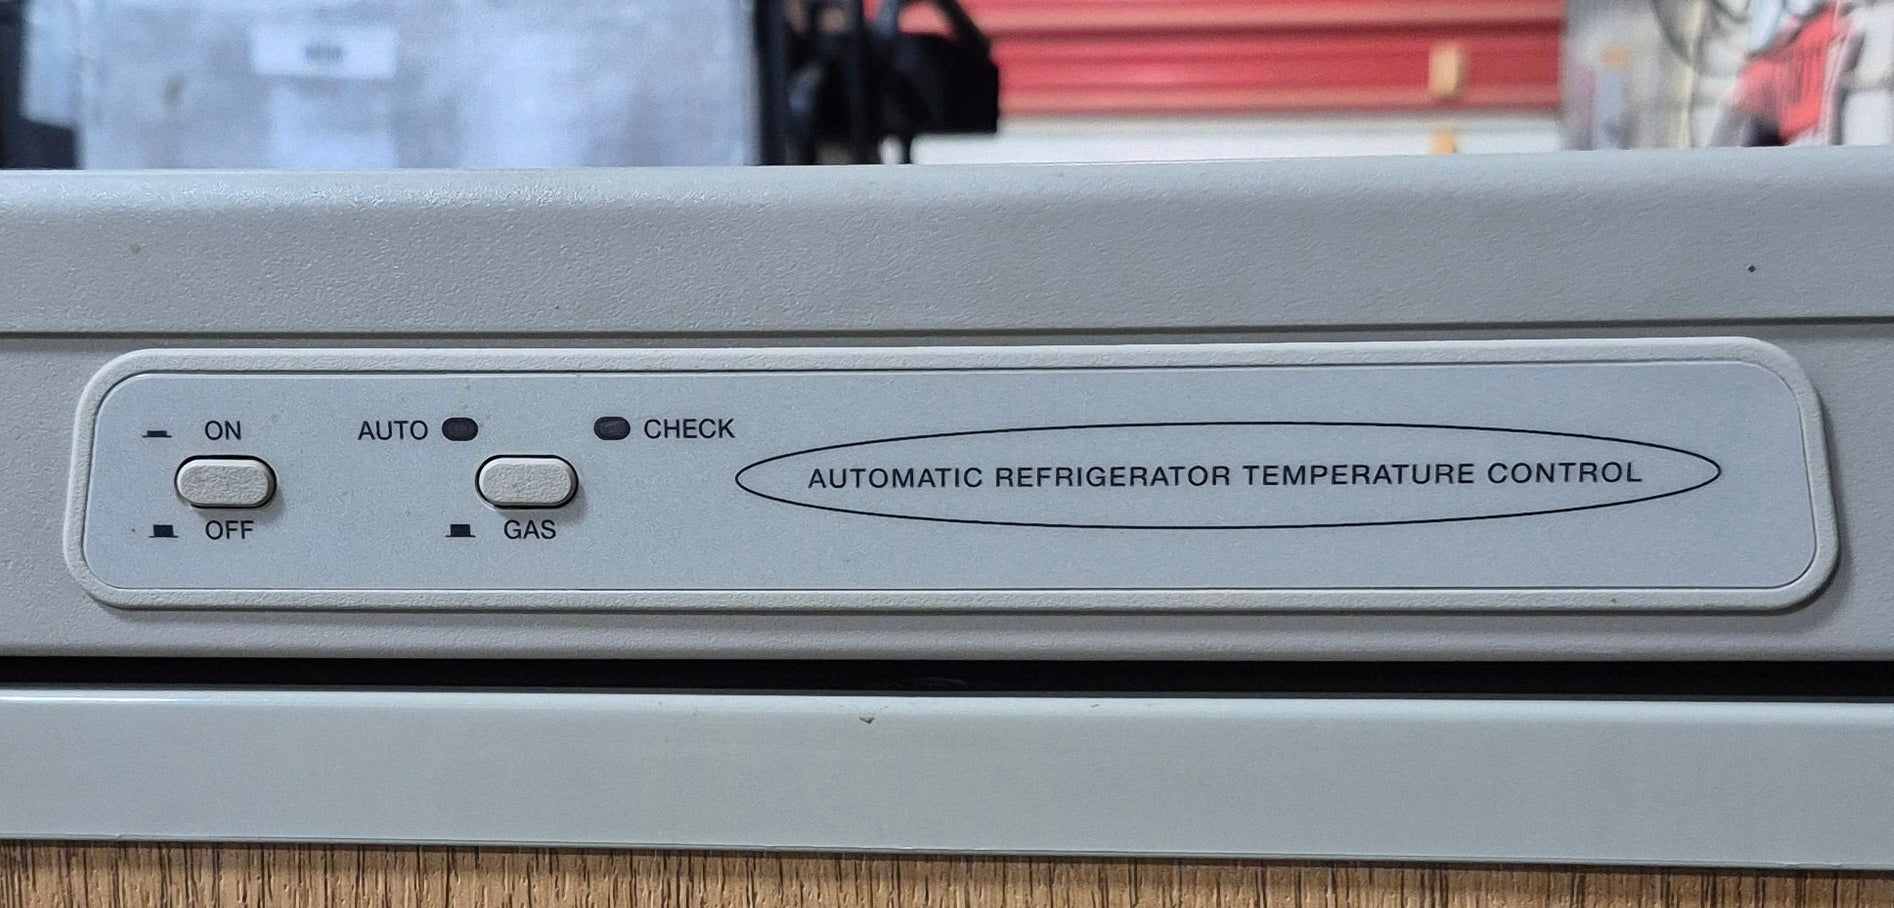 ON
AUTO
CHECK
AUTOMATIC REFRIGERATOR TEMPERATURE CONTROL
OFF
GAS